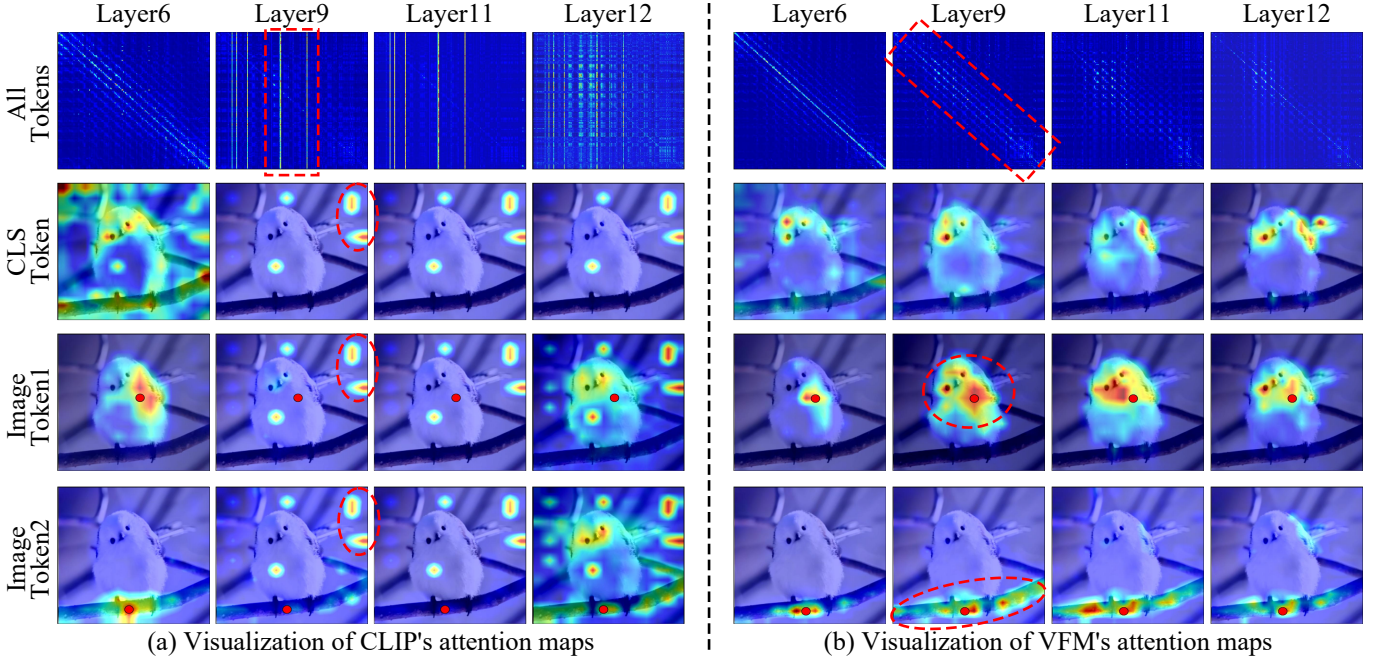 Layer6 Layer9 Layer11 Layer12 Layer6 Layer9 Layer11 Layer12
All
Tokens
CLS
Token
Image
Token1
Image
Token2
(a) Visualization of CLIP's attention maps
(b) Visualization of VFM's attention maps